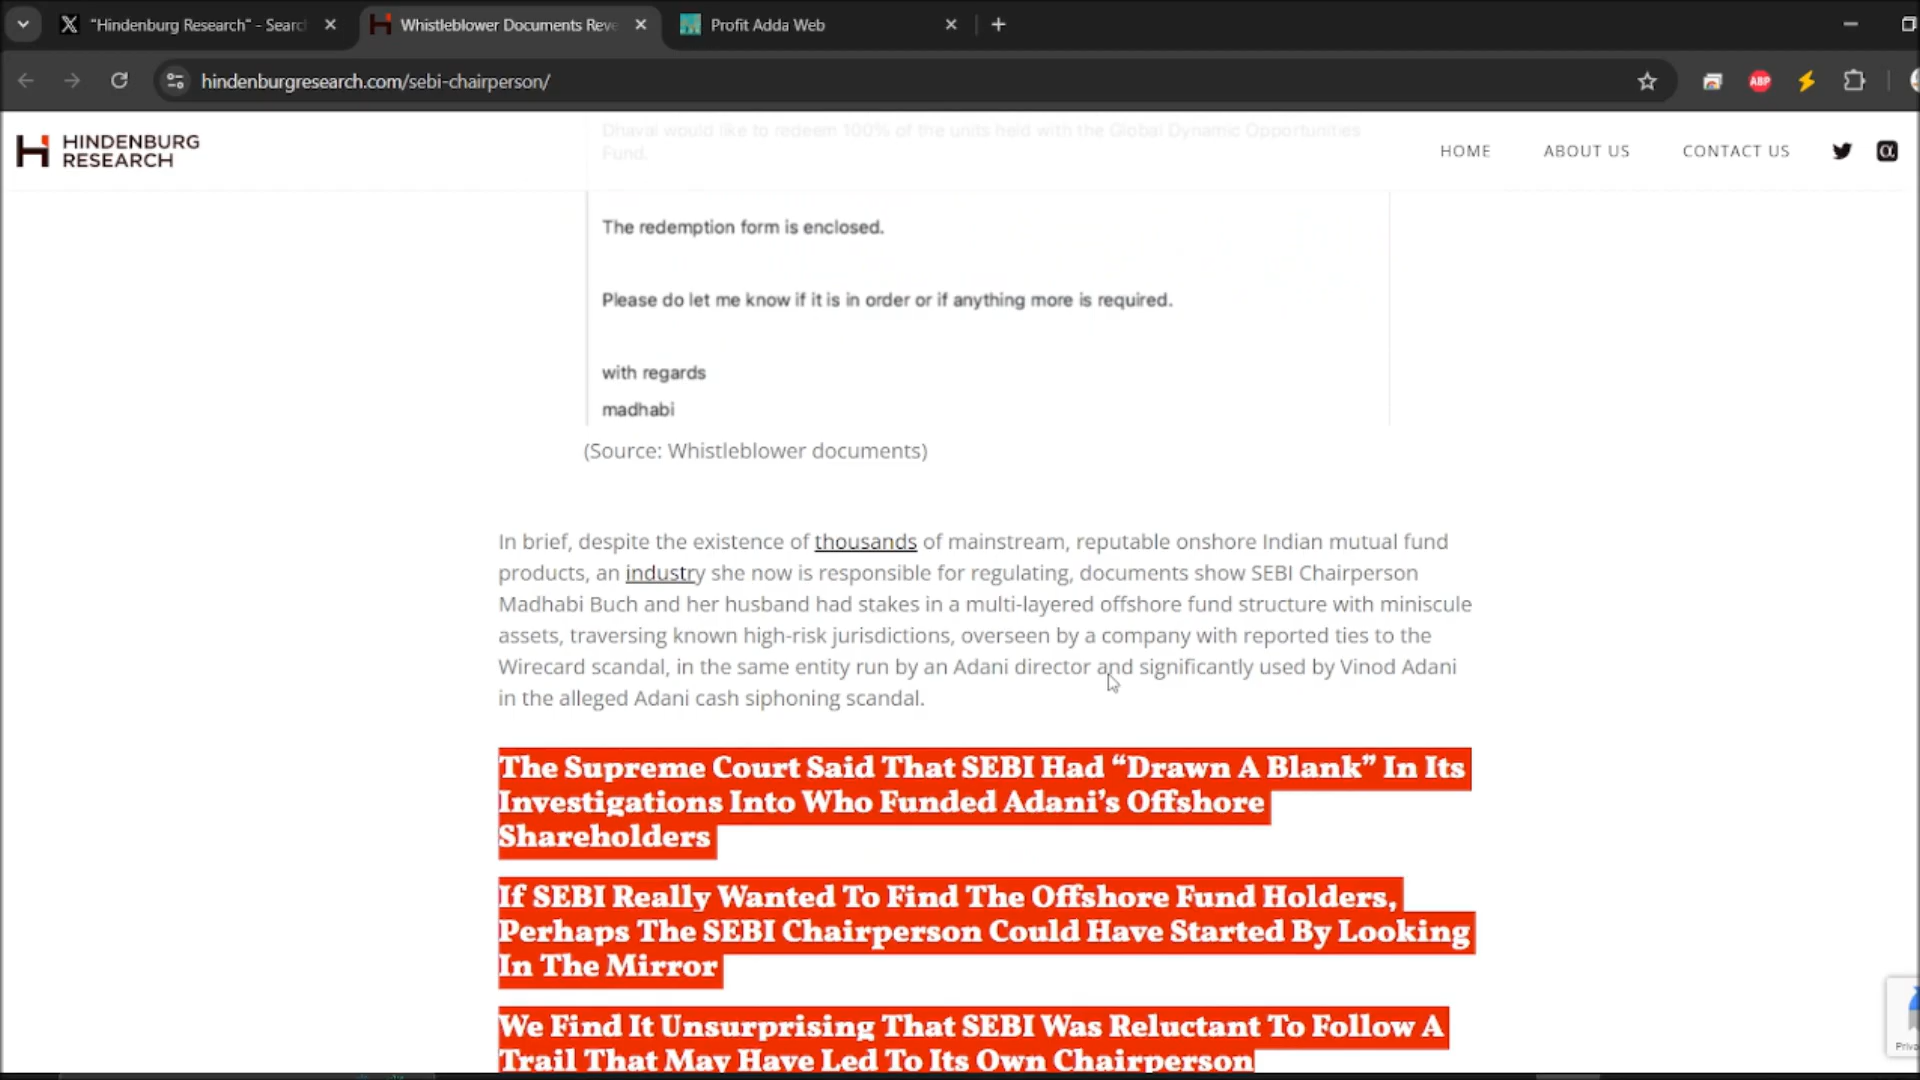 "Hindenburg Research" - Searc
Whistleblower Documents Reve
Profit Adda Web
hindenburgresearch.com/sebi-chairperson/
ABP
HINDENBURG
RESEARCH
HOME
ABOUT US
CONTACT US
Dhaval would like to redeem 100% of the units held with the Global Dynamic Opportunities
Fund.
The redemption form is enclosed.
Please do let me know if it is in order or if anything more is required.
with regards
madhabi
(Source: Whistleblower documents)
In brief, despite the existence of thousands of mainstream, reputable onshore Indian mutual fund
products, an industry she now is responsible for regulating, documents show SEBI Chairperson
Madhabi Buch and her husband had stakes in a multi-layered offshore fund structure with miniscule
assets, traversing known high-risk jurisdictions, overseen by a company with reported ties to the
Wirecard scandal, in the same entity run by an Adani director and significantly used by Vinod Adani
in the alleged Adani cash siphoning scandal.
The Supreme Court Said That SEBI Had “Drawn A Blank” In Its
Investigations Into Who Funded Adani’s Offshore
Shareholders
If SEBI Really Wanted To Find The Offshore Fund Holders,
Perhaps The SEBI Chairperson Could Have Started By Looking
In The Mirror
We Find It Unsurprising That SEBI Was Reluctant To Follow A
Trail That May Have Led To Its Own Chairperson
Priva